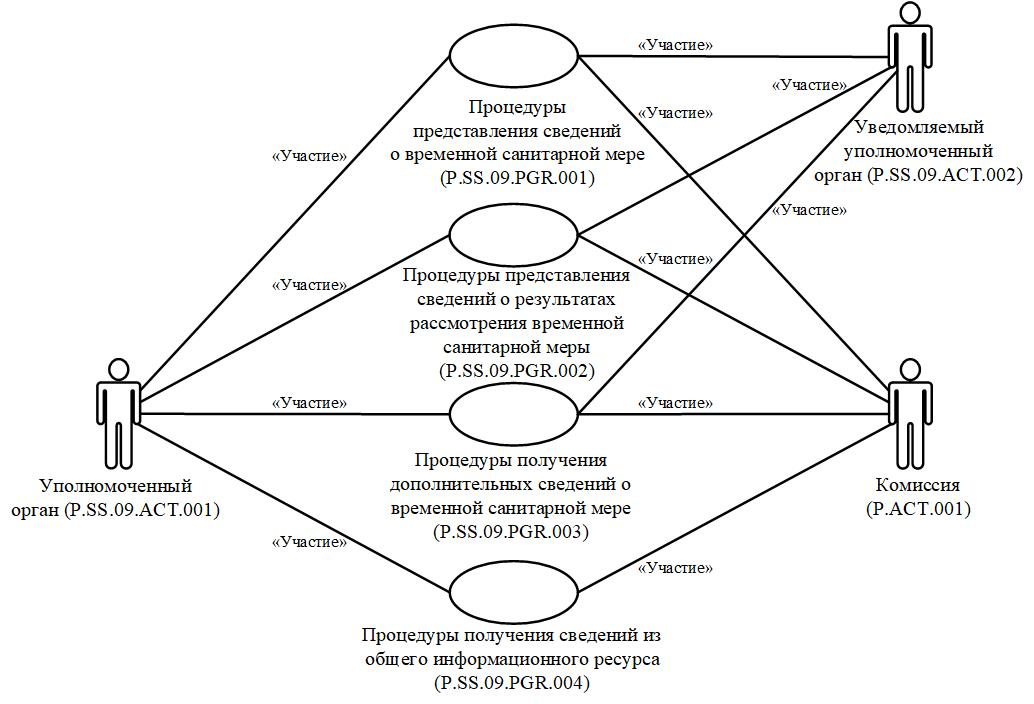 «Участие»
«Участие»
Процедуры
представления сведений
о временной санитарной мере
(P.SS.09.PGR.001)
«Участие»
Уведомляемый
уполномоченный
орган (P.SS.09.ACT.002)
«Участие»
«Участие»
«Участие»
Процедуры представления
сведений о результатах
рассмотрения временной
санитарной меры
(P.SS.09.PGR.002)
«Участие»
«Участие»
«Участие»
Процедуры получения
дополнительных сведений о
временной санитарной мере
(P.SS.09.PGR.003)
Уполномоченный
орган (P.SS.09.ACT.001)
Комиссия
(P.ACT.001)
«Участие»
«Участие»
Процедуры получения сведений из
общего информационного ресурса
(P.SS.09.PGR.004)